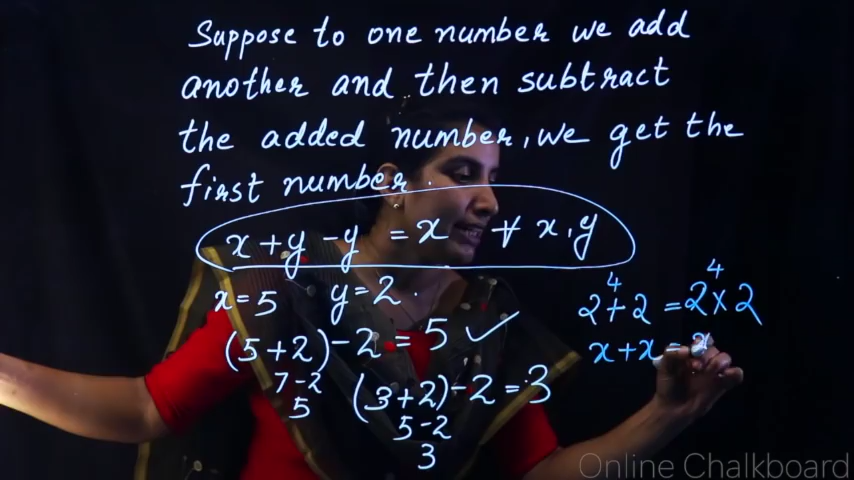 Suppose to one number we add
another and then subtract
the added number, we get the
first number.
x + y - y = x ∀ x, y
x = 5 y = 2.
(5+2) - 2 = 5 ✓
7-2
5
(3+2) - 2 = 3
5-2
3
4 4
2 + 2 = 2 × 2
x + x =
Online Chalkboard